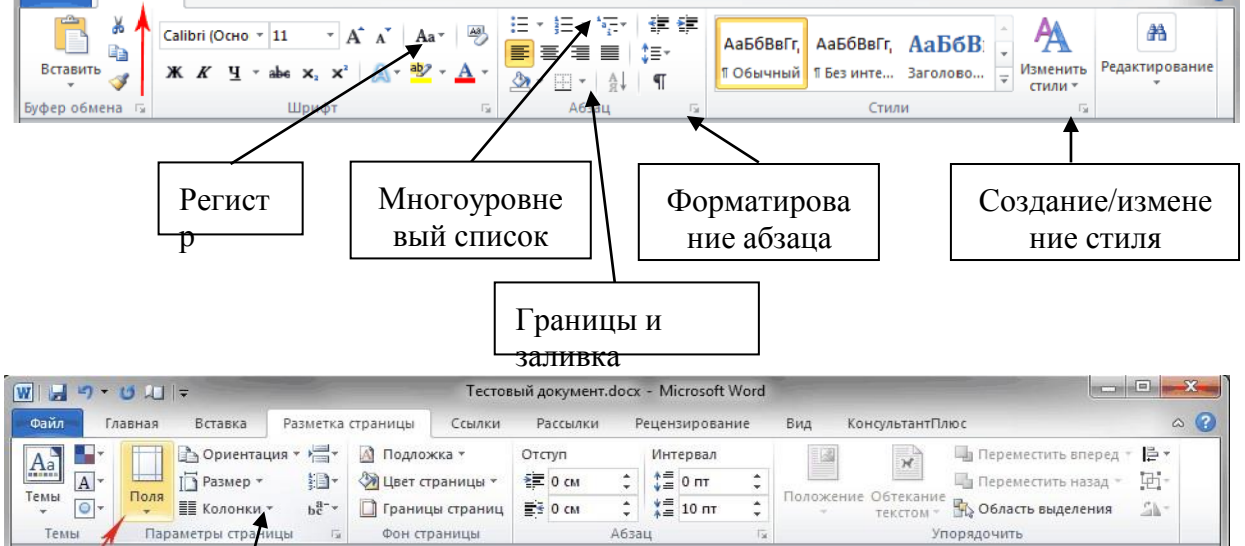 Calibri (Осно 11 Aa
Вставить
Ж К Ч abe x₂ x² A ab A
АаБбВвГг, АаБбВвГг, АаБбВ:
¶ Обычный ¶ Без инте... Заголово...
Изменить стили
Редактирование
Буфер обмена Шрифт Абзац Стили
Регист
р
Многоуровне
вый список
Форматирова
ние абзаца
Создание/измене
ние стиля
Границы и
заливка
Тестовый документ.docx - Microsoft Word
Файл Главная Вставка Разметка страницы Ссылки Рассылки Рецензирование Вид КонсультантПлюс
Темы
Поля
Ориентация
Размер
Колонки
Подложка
Цвет страницы
Границы страниц
Отступ
0 см
0 см
Интервал
0 пт
10 пт
Положение
Обтекание
текстом
Переместить вперед
Переместить назад
Область выделения
Темы Параметры страницы Фон страницы Абзац Упорядочить